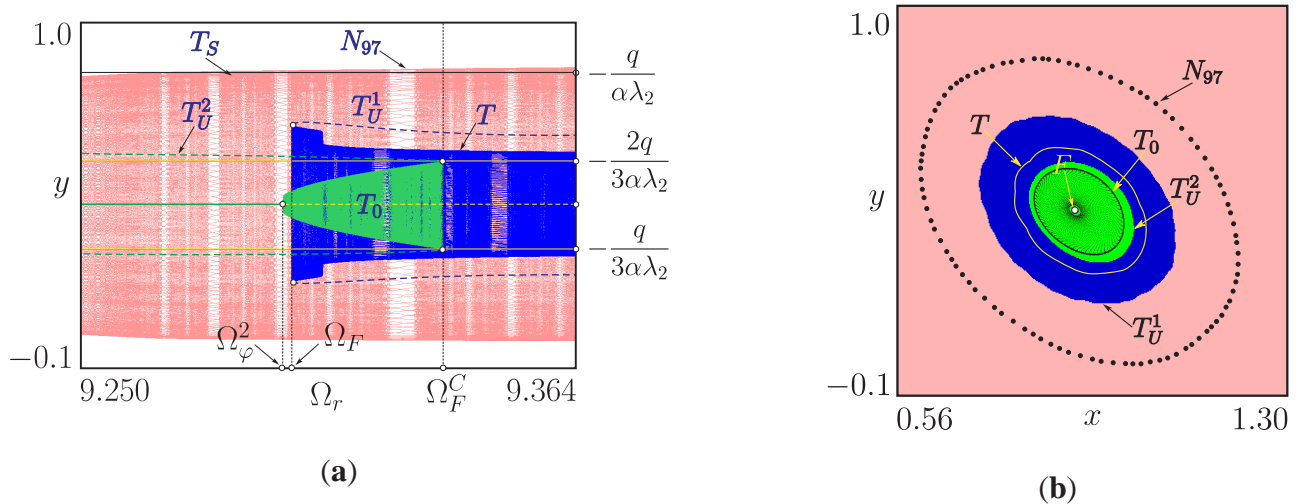 1.0
T_S
N_97
−q/αλ_2
T_U^2
T_U^1
T
2q/3αλ_2
y
T_0
q/3αλ_2
Ω_φ^2
Ω_F
−0.1
9.250
Ω_r
Ω_F^C
9.364
(a)
1.0
N_97
T
T_0
F
T_U^2
y
T_U^1
−0.1
0.56
x
1.30
(b)